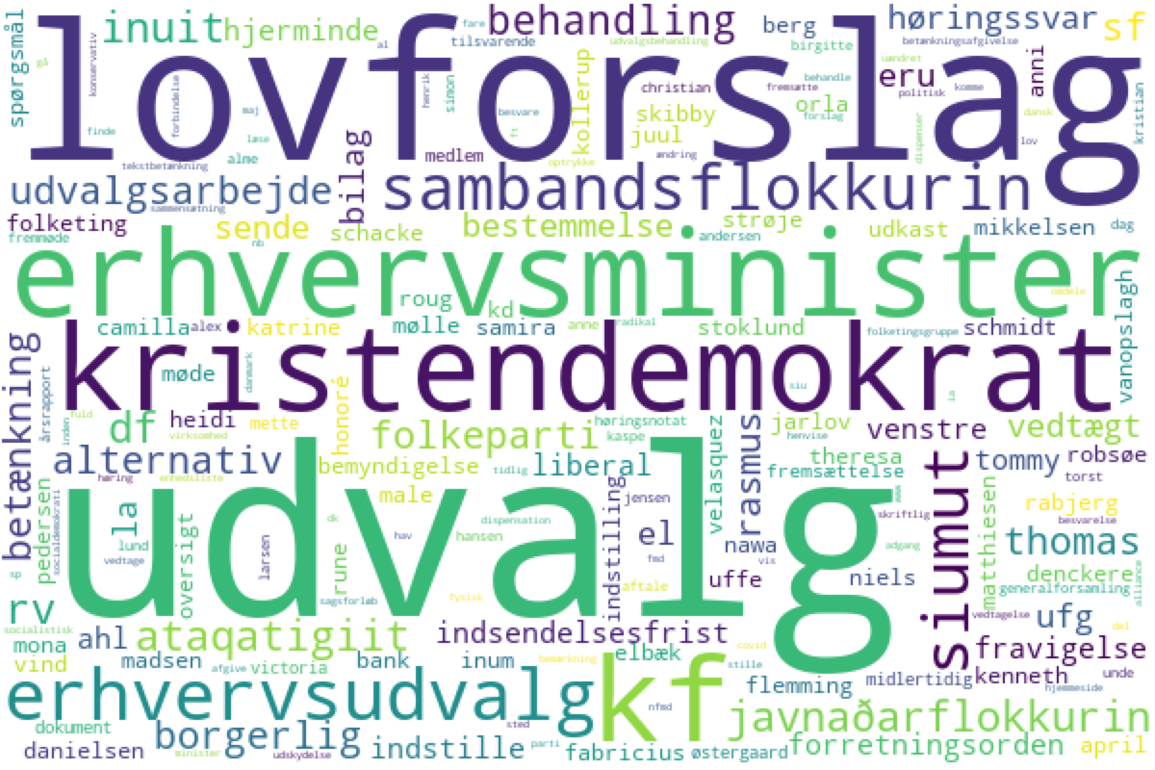 spørgsmål
gå
konservativ
inuit
hjerminde
fare
al
tilsvarende
behandling
udvalgsbehandling
berg
birgitte
høringssvar
betænkningsafgivelse
uændret
sf
lovforslag
finde
forbindelse
maj
læse
henrik
simon
besvare
ft
kollerup
christian
skibby
juul
fremsætte
behandle
orla
forslag
eru
politisk
komme
anni
dansk
kristian
dispenser
lov
tekstbetænkning
alme
bilag
medlem
optrykke
ændring
udvalgsarbejde
sammensætning
sambandsflokkurin
folketing
fremmøde
sende
nb
schacke
bestemmelse
strøje
andersen
udkast
mikkelsen
dag
erhvervsminister
roug
kd
omdele
vanopslagh
camilla
alex
katrine
mølle
samira
anne
radikal
stoklund
folketingsgruppe
schmidt
kristendemokrat
betænkning
møde
danmark
honoré
siu
ia
årsrapport
fuld
inden
df
heidi
virksomhed
mette
folkeparti
høringsnotat
kaspe
velasquez
rasmus
jarlov
henvise
venstre
vedtægt
alternativ
bemyndigelse
tidlig
liberal
theresa
fremsættelse
www
siumut
tommy
robsøe
torst
udvalg
høring
enhedsliste
male
pedersen
socialdemokrati
la
lund
vedtage
sp
oversigt
larsen
dk
rune
hav
hansen
dispensation
indstilling
jensen
el
fmd
nawa
vis
skriftlig
adgang
matthiesen
rabjerg
besvarelse
thomas
denckere
generalforsamling
alliance
sagsforløb
fysisk
aftale
uffe
niels
rv
socialistisk
mona
ahl
ataqatigiit
indsendelsesfrist
vedtagelse
ufg
del
vind
madsen
afgive
victoria
bank
inum
bemærkning
elbæk
covid
stille
fravigelse
flemming
midlertidig
kenneth
unde
hjemmeside
erhvervsudvalg
kf
nfmd
javnaðarflokkurin
dokument
borgerlig
sted
danielsen
minister
udskydelse
indstille
parti
fabricius
østergaard
forretningsorden
april